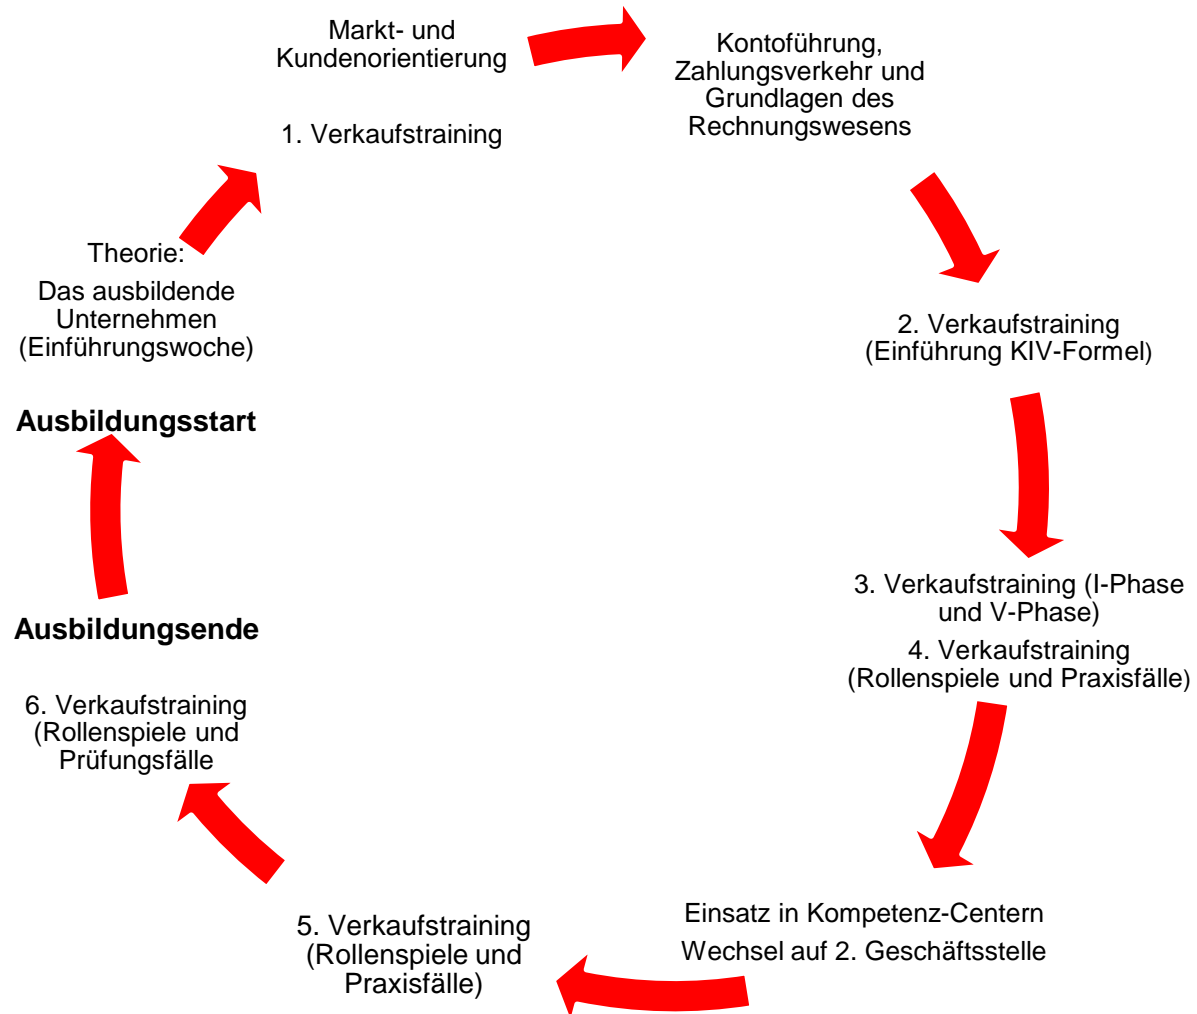 Markt- und
Kundenorientierung
1. Verkaufstraining
Kontoführung,
Zahlungsverkehr und
Grundlagen des
Rechnungswesens
2. Verkaufstraining
(Einführung KIV-Formel)
3. Verkaufstraining (I-Phase
und V-Phase)
4. Verkaufstraining
(Rollenspiele und Praxisfälle)
Einsatz in Kompetenz-Centern
Wechsel auf 2. Geschäftsstelle
5. Verkaufstraining
(Rollenspiele und
Praxisfälle)
6. Verkaufstraining
(Rollenspiele und
Prüfungsfälle
Ausbildungsende
Ausbildungsstart
Theorie:
Das ausbildende
Unternehmen
(Einführungswoche)